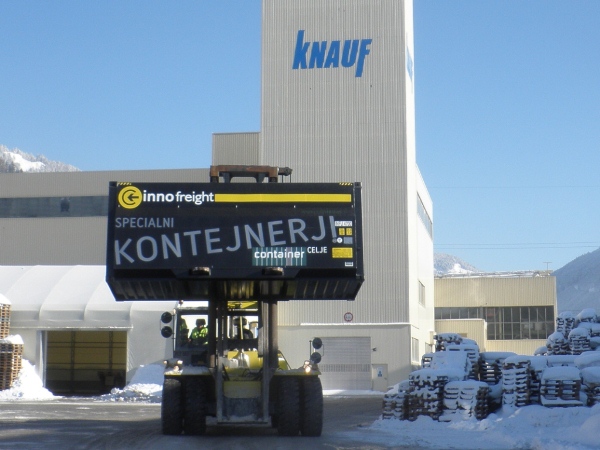 KNAUF
innofreight
SPECIALNI
KONTEJNERJI
container CELJE